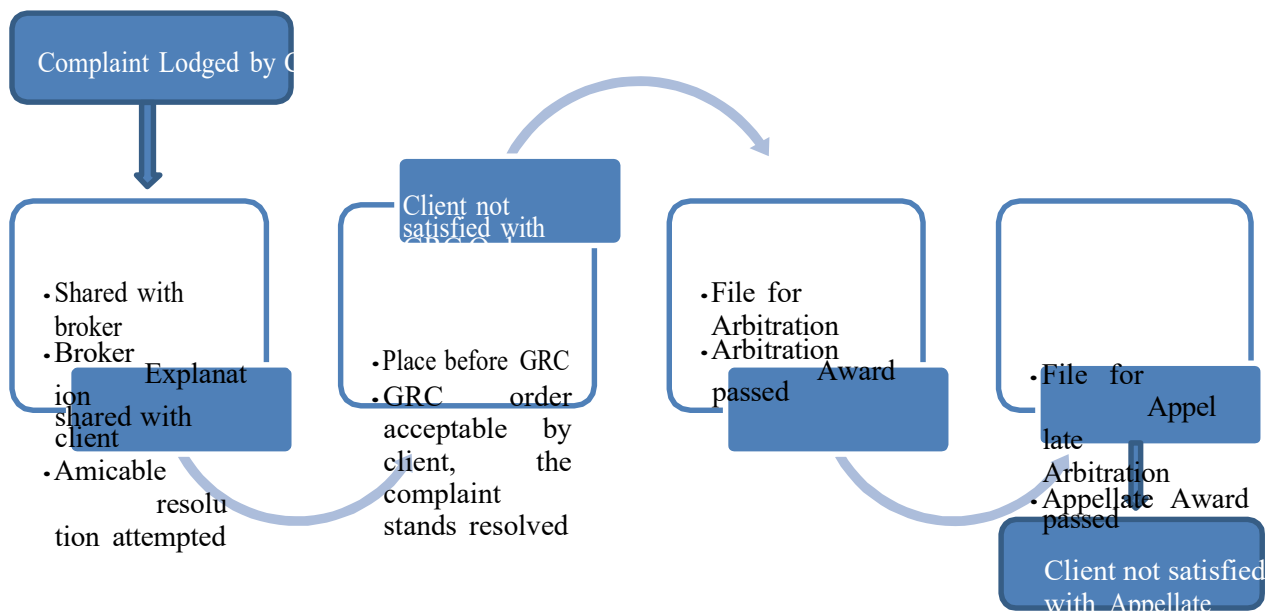 Complaint Lodged by
• Shared with
broker
• Broker
Explanat
ion
shared with
client
• Amicable
resolu
tion attempted
Client not
satisfied with
• Place before GRC
• GRC order
acceptable by
client, the
complaint
stands resolved
• File for
Arbitration
• Arbitration
Award
passed
• File for
Appel
late
Arbitration
• Appellate Award
passed
Client not satisfied
with Appellate